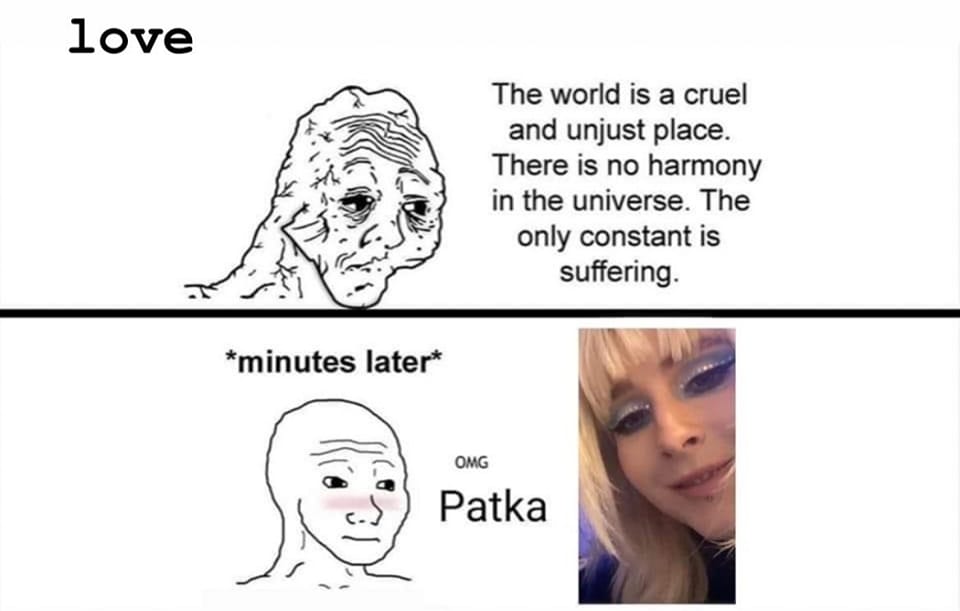 love
The world is a cruel
and unjust place.
There is no harmony
in the universe. The
only constant is
suffering.
*minutes later*
OMG
Patka